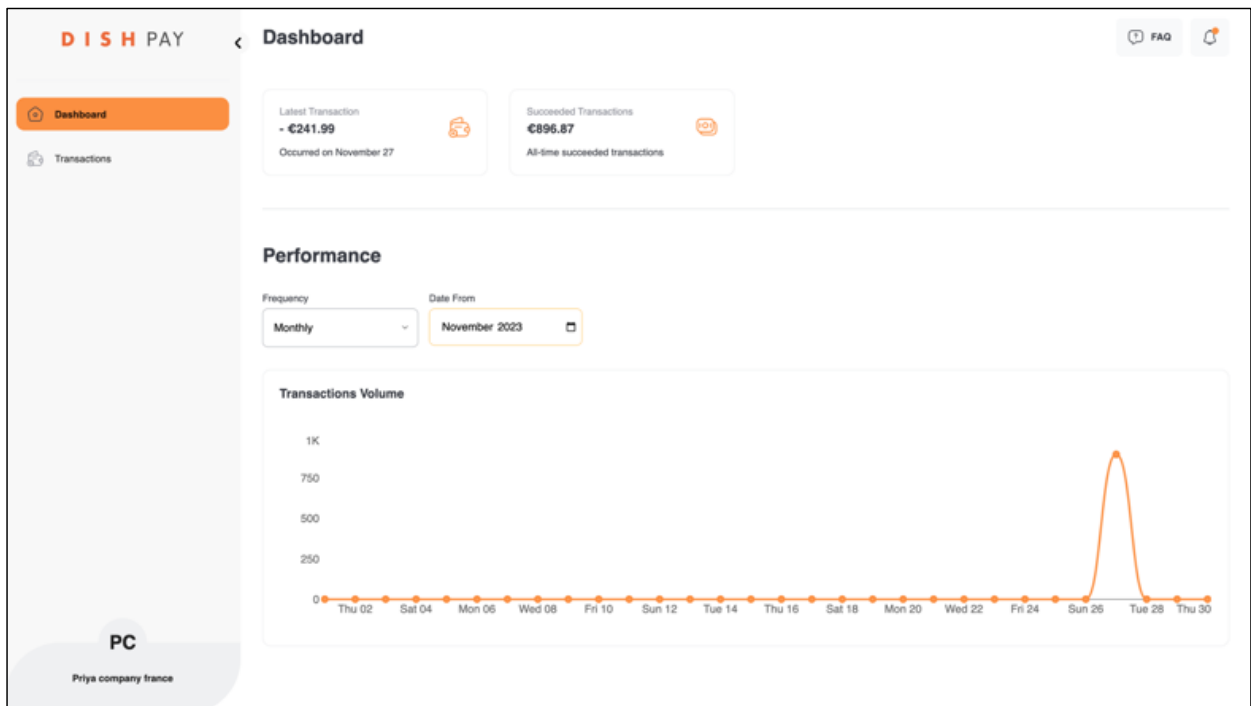 DISH PAY
Dashboard
FAQ
Dashboard
Transactions
Latest Transaction
- €241.99
Occurred on November 27
Succeeded Transactions
€896.87
All-time succeeded transactions
Performance
Frequency
Date From
Monthly
November 2023
Transactions Volume
1K
750
500
250
0
Thu 02 Sat 04 Mon 06 Wed 08 Fri 10 Sun 12 Tue 14 Thu 16 Sat 18 Mon 20 Wed 22 Fri 24 Sun 26 Tue 28 Thu 30
PC
Priya company france